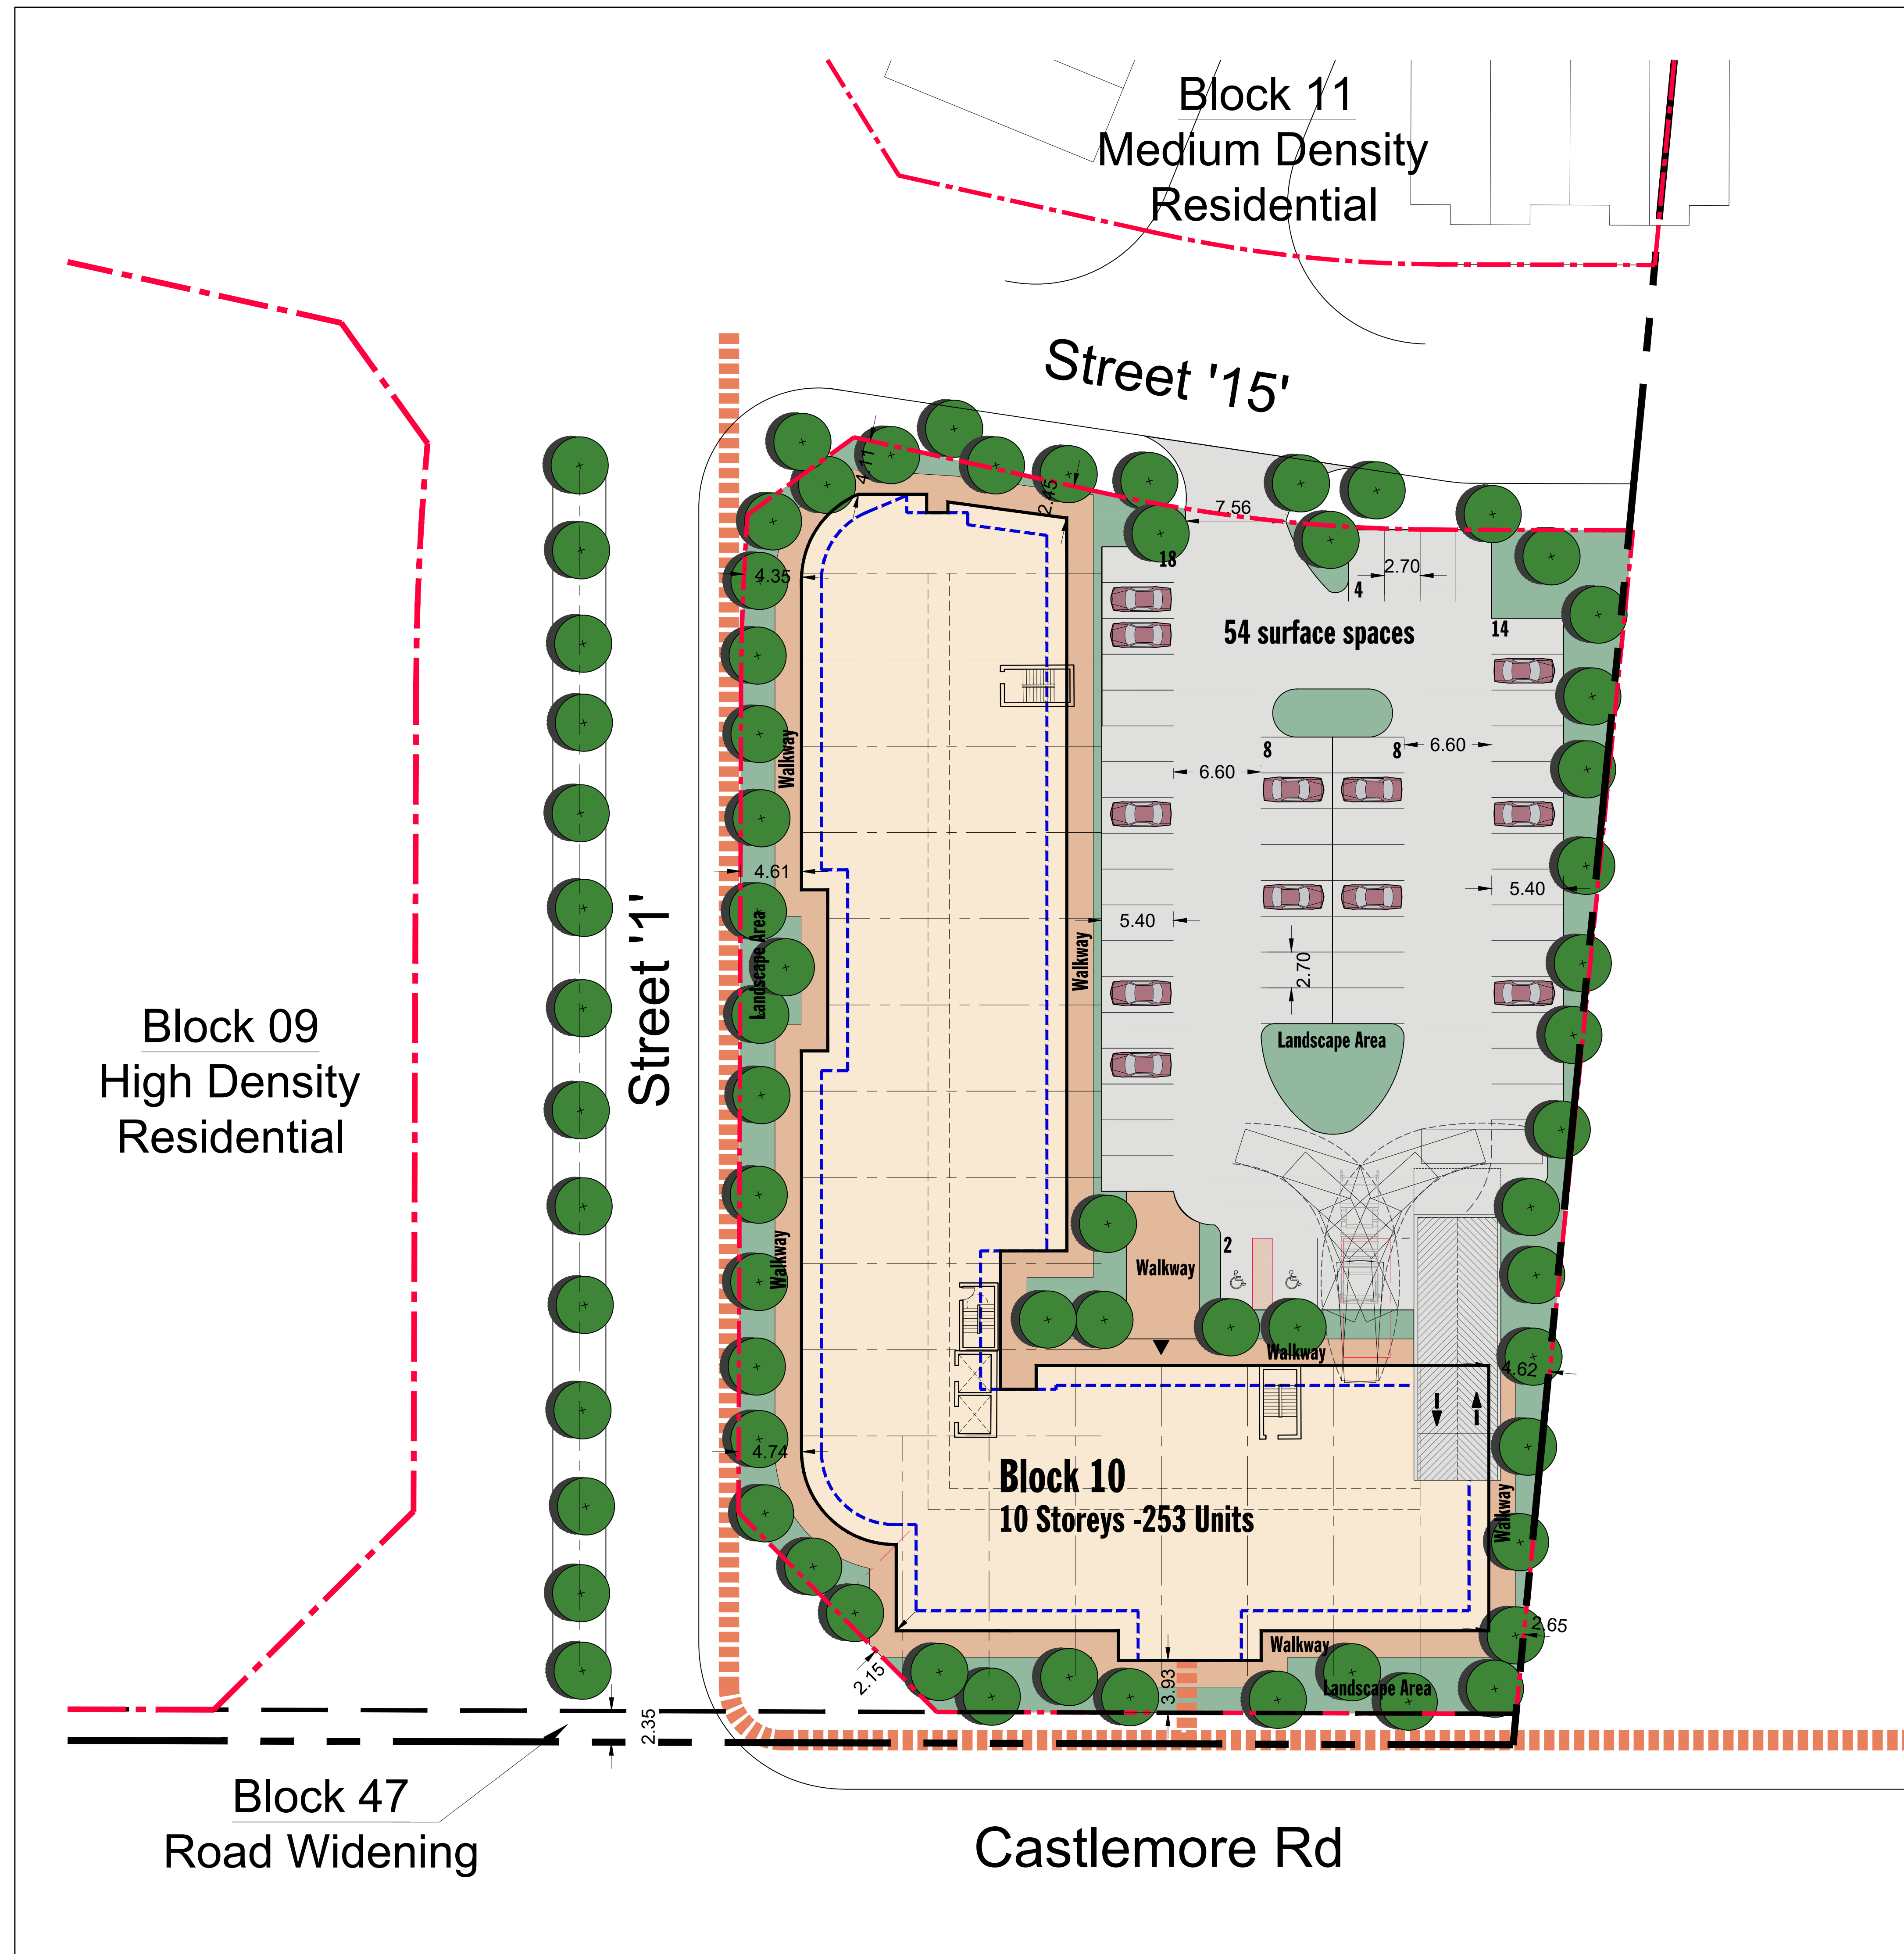 Block 11
Medium Density
Residential
Street '15'
4.11
2.45
7.56
18
2.70
4
4.35
54 surface spaces
14
Walkway
8
8
6.60
6.60
4.61
5.40
5.40
Street '1'
Landscape Area
Walkway
2.70
Block 09
High Density
Residential
Landscape Area
Walkway
2
Walkway
Walkway
4.62
4.74
Block 10
10 Storeys -253 Units
Walkway
2.65
Walkway
2.15
3.93
Landscape Area
2.35
Block 47
Road Widening
Castlemore Rd